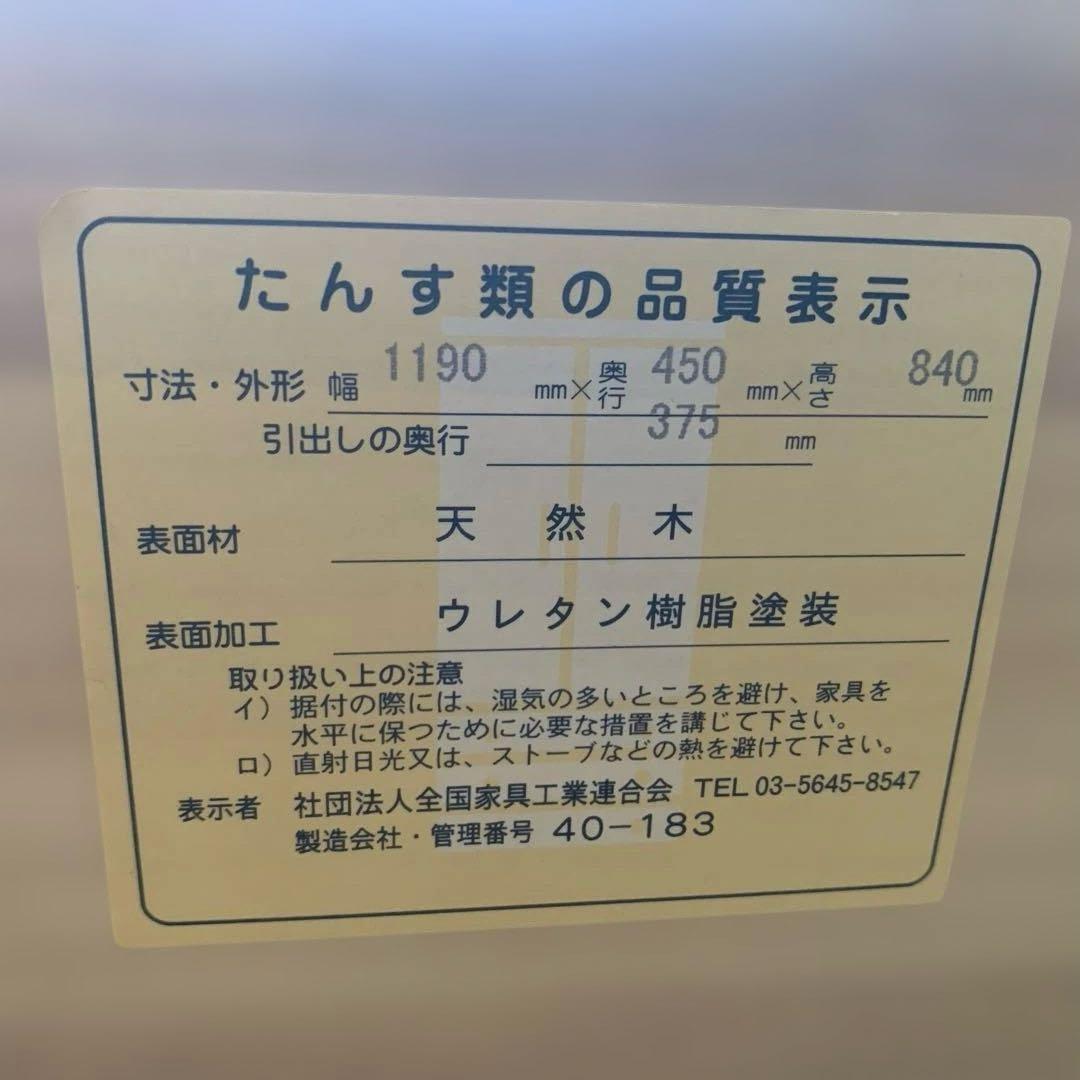 たんす類の品質表示
寸法・外形 幅 1190 mm×奥行 450 mm×高さ 840 mm
引出しの奥行 375 mm
表面材 天然木
表面加工 ウレタン樹脂塗装
取り扱い上の注意
イ）据付の際には、湿気の多いところを避け、家具を
水平に保つために必要な措置を講じて下さい。
ロ）直射日光又は、ストーブなどの熱を避けて下さい。
表示者 社団法人全国家具工業連合会 TEL 03-5645-8547
製造会社・管理番号 40-183